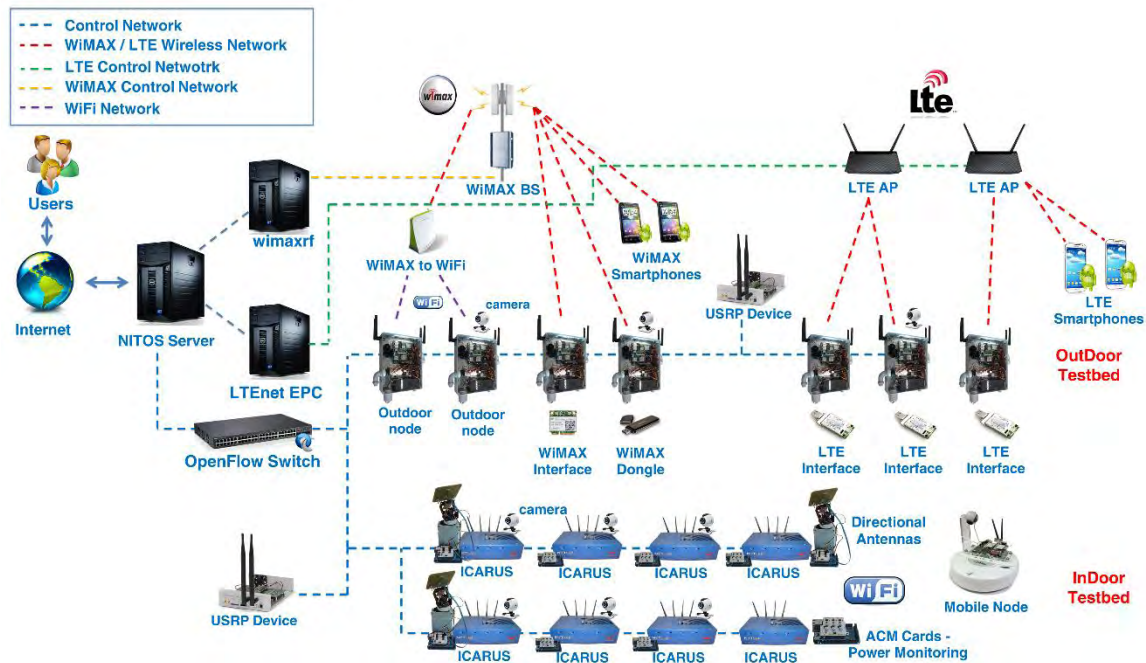 Control Network
WiMAX / LTE Wireless Network
LTE Control Networtrk
WiMAX Control Network
WiFi Network
wimax
Lte
WiMAX BS
LTE AP
LTE AP
Users
wimaxrf
WiMAX to WiFi
WiMAX
Smartphones
LTE
Smartphones
Internet
NITOS Server
WiFi
camera
USRP Device
LTEnet EPC
OutDoor
Testbed
Outdoor
node
Outdoor
node
WiMAX
Interface
WiMAX
Dongle
LTE
Interface
LTE
Interface
LTE
Interface
OpenFlow Switch
camera
Directional
Antennas
ICARUS
ICARUS
ICARUS
ICARUS
WiFi
Mobile Node
InDoor
Testbed
USRP Device
ICARUS
ICARUS
ICARUS
ICARUS
ACM Cards -
Power Monitoring